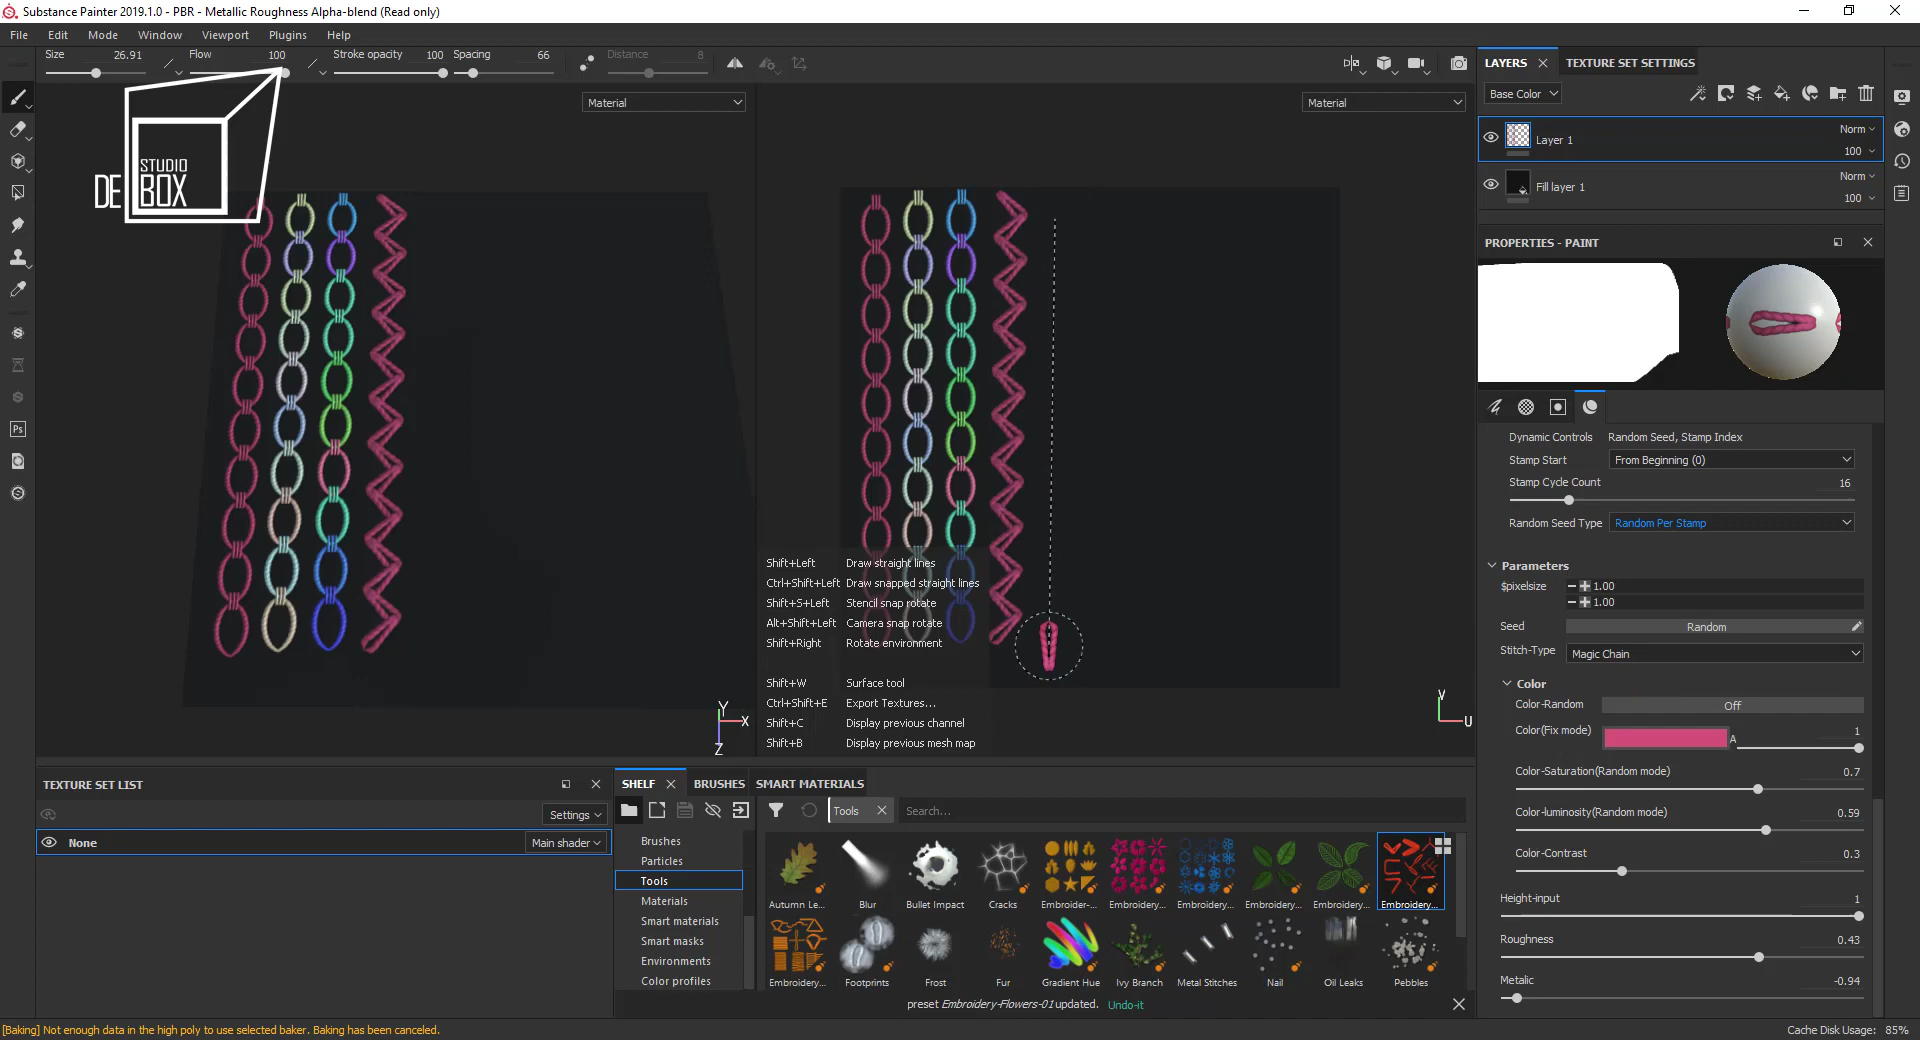 Substance Painter 2019.1.0 - PBR - Metallic Roughness Alpha-blend (Read only)
File Edit Mode Window Viewport Plugins Help
Size 26.91 Flow 100 Stroke opacity 100 Spacing 66 Distance 8
Material
Material
DE STUDIO BOX
LAYERS TEXTURE SET SETTINGS
Base Color
Layer 1 Norm 100
Fill layer 1 Norm 100
PROPERTIES - PAINT
Dynamic Controls Random Seed, Stamp Index
Stamp Start From Beginning (0)
Stamp Cycle Count 16
Random Seed Type Random Per Stamp
Parameters
$pixelsize 1.00
1.00
Seed Random
Stitch-Type Magic Chain
Color
Color-Random Off
Color(Fix mode) A 1
Color-Saturation(Random mode) 0.7
Color-luminosity(Random mode) 0.59
Color-Contrast 0.3
Height-input 1
Roughness 0.43
Metalic -0.94
Shift+Left Draw straight lines
Ctrl+Shift+Left Draw snapped straight lines
Shift+S+Left Stencil snap rotate
Alt+Shift+Left Camera snap rotate
Shift+Right Rotate environment
Shift+W Surface tool
Ctrl+Shift+E Export Textures...
Shift+C Display previous channel
Shift+B Display previous mesh map
Y X Z
V U
TEXTURE SET LIST
Settings
None Main shader
SHELF BRUSHES SMART MATERIALS
Tools Search...
Brushes
Particles
Tools
Materials
Smart materials
Smart masks
Environments
Color profiles
Autumn Le... Blur Bullet Impact Cracks Embroider-... Embroidery... Embroidery... Embroidery... Embroidery... Embroidery...
Embroidery... Footprints Frost Fur Gradient Hue Ivy Branch Metal Stitches Nail Oil Leaks Pebbles
preset Embroidery-Flowers-01 updated. Undo-it
[Baking] Not enough data in the high poly to use selected baker. Baking has been canceled.
Cache Disk Usage: 85%
Ps